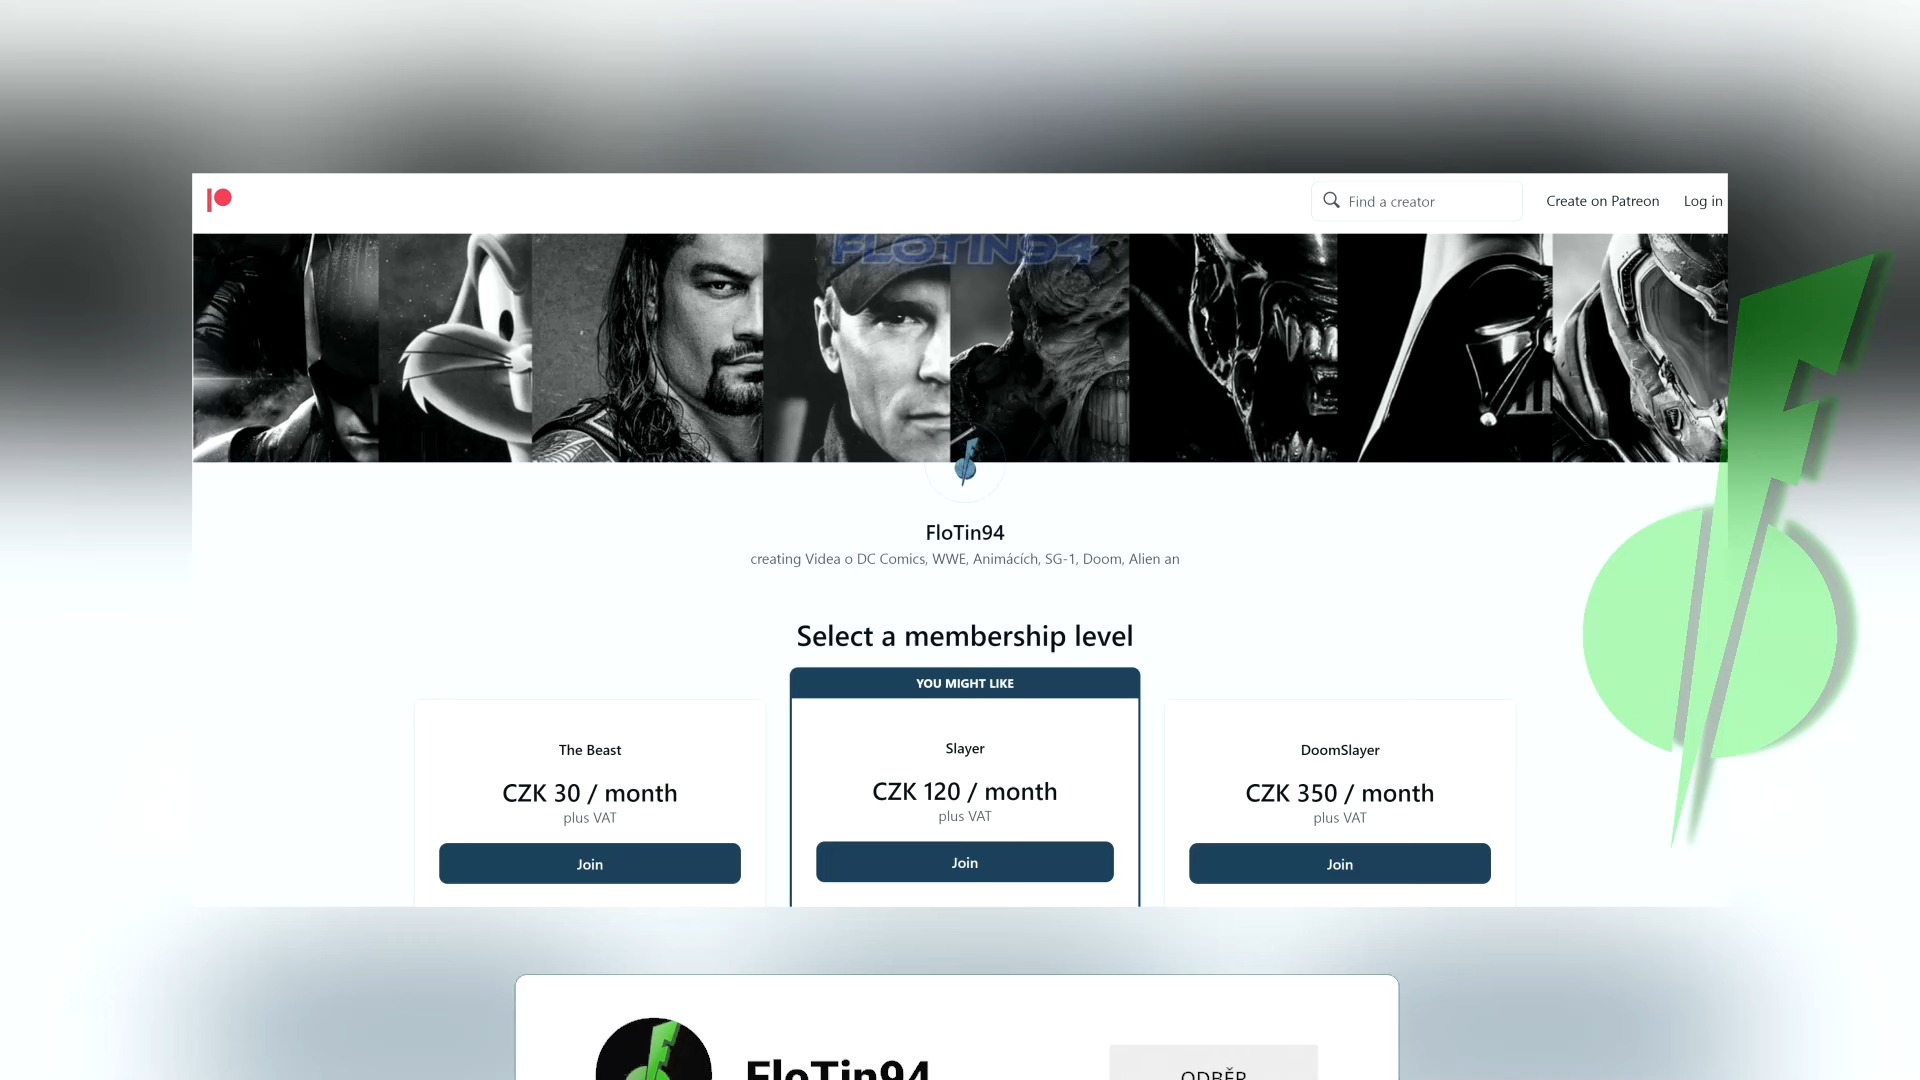 Find a creator
Create on Patreon
Log in
FLOTIN94
FloTin94
creating Videa o DC Comics, WWE, Animácích, SG-1, Doom, Alien an
Select a membership level
YOU MIGHT LIKE
The Beast
CZK 30 / month
plus VAT
Join
Slayer
CZK 120 / month
plus VAT
Join
DoomSlayer
CZK 350 / month
plus VAT
Join
FloTin94
ODBĚR